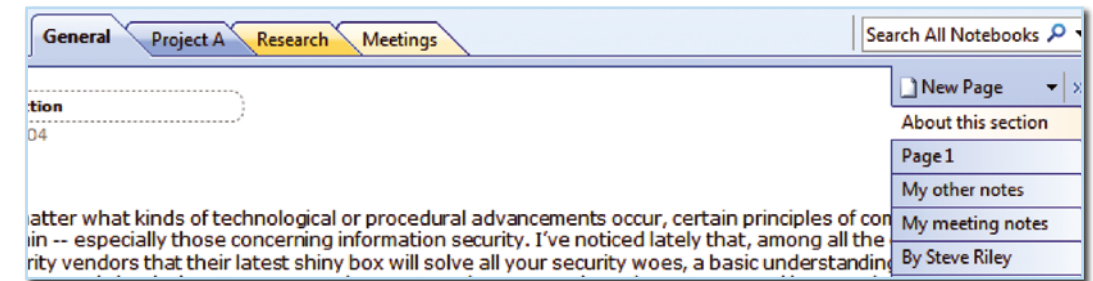 General Project A Research Meetings
Search All Notebooks
New Page
About this section
Page 1
My other notes
My meeting notes
By Steve Riley
ction
04
matter what kinds of technological or procedural advancements occur, certain principles of com
in -- especially those concerning information security. I've noticed lately that, among all the
rity vendors that their latest shiny box will solve all your security woes, a basic understanding